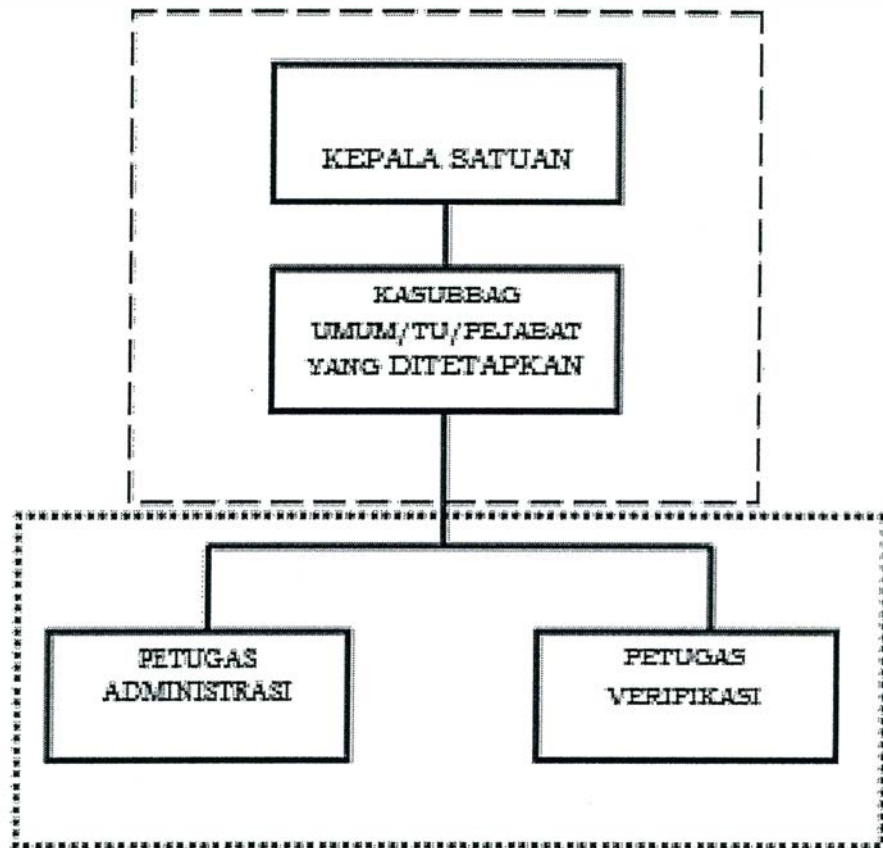 KEPALA SATUAN
KASUBBAG
UMUM/TU/PEJABAT
YANG DITETAPKAN
PETUGAS
ADMINISTRASI
PETUGAS
VERIFIKASI